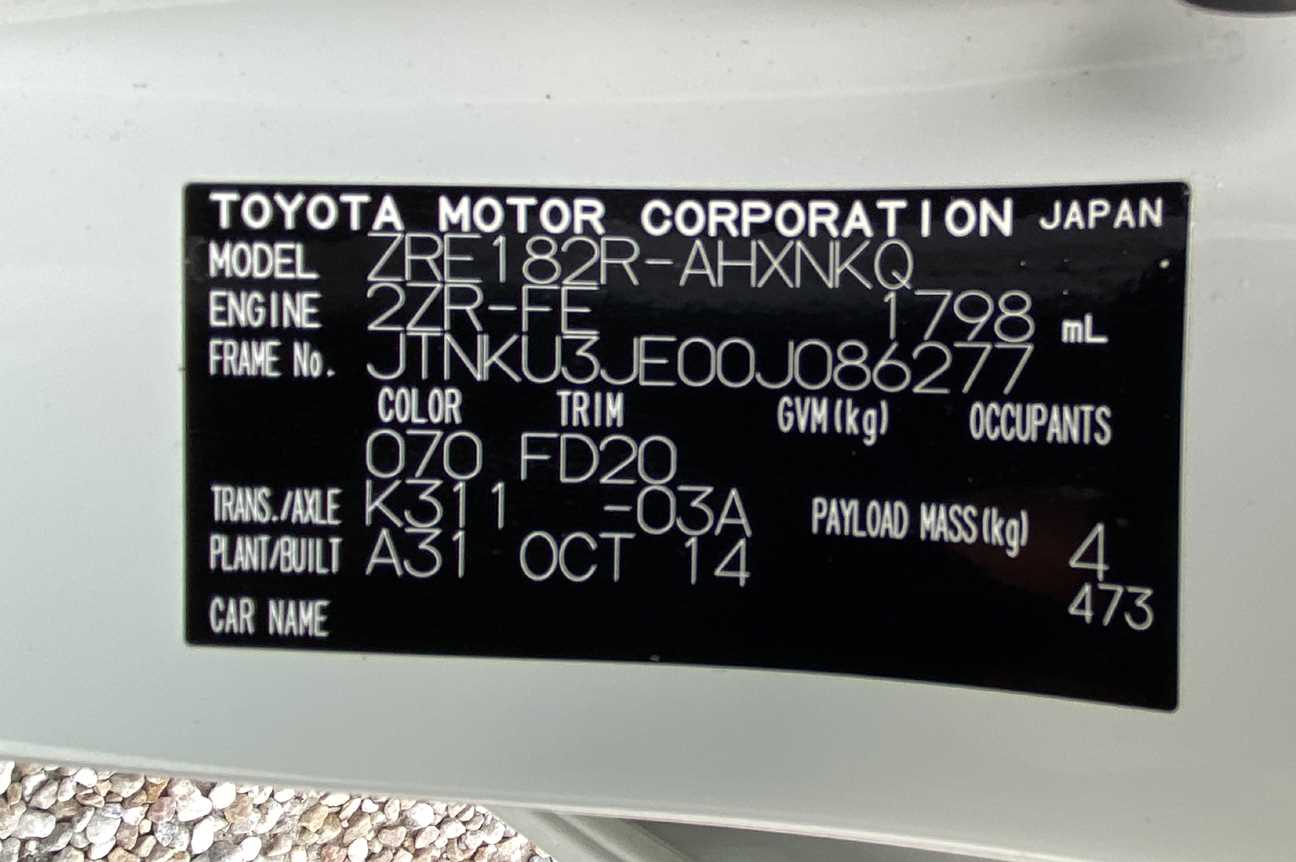 TOYOTA MOTOR CORPORATION JAPAN
MODEL ZRE182R-AHXNKQ
ENGINE 2ZR-FE 1798 mL
FRAME No. JTNKU3JE00J086277
COLOR TRIM GVM(kg) OCCUPANTS
070 FD20
TRANS./AXLE K311 -03A PAYLOAD MASS(kg)
PLANT/BUILT A31 OCT 14 4
CAR NAME 473